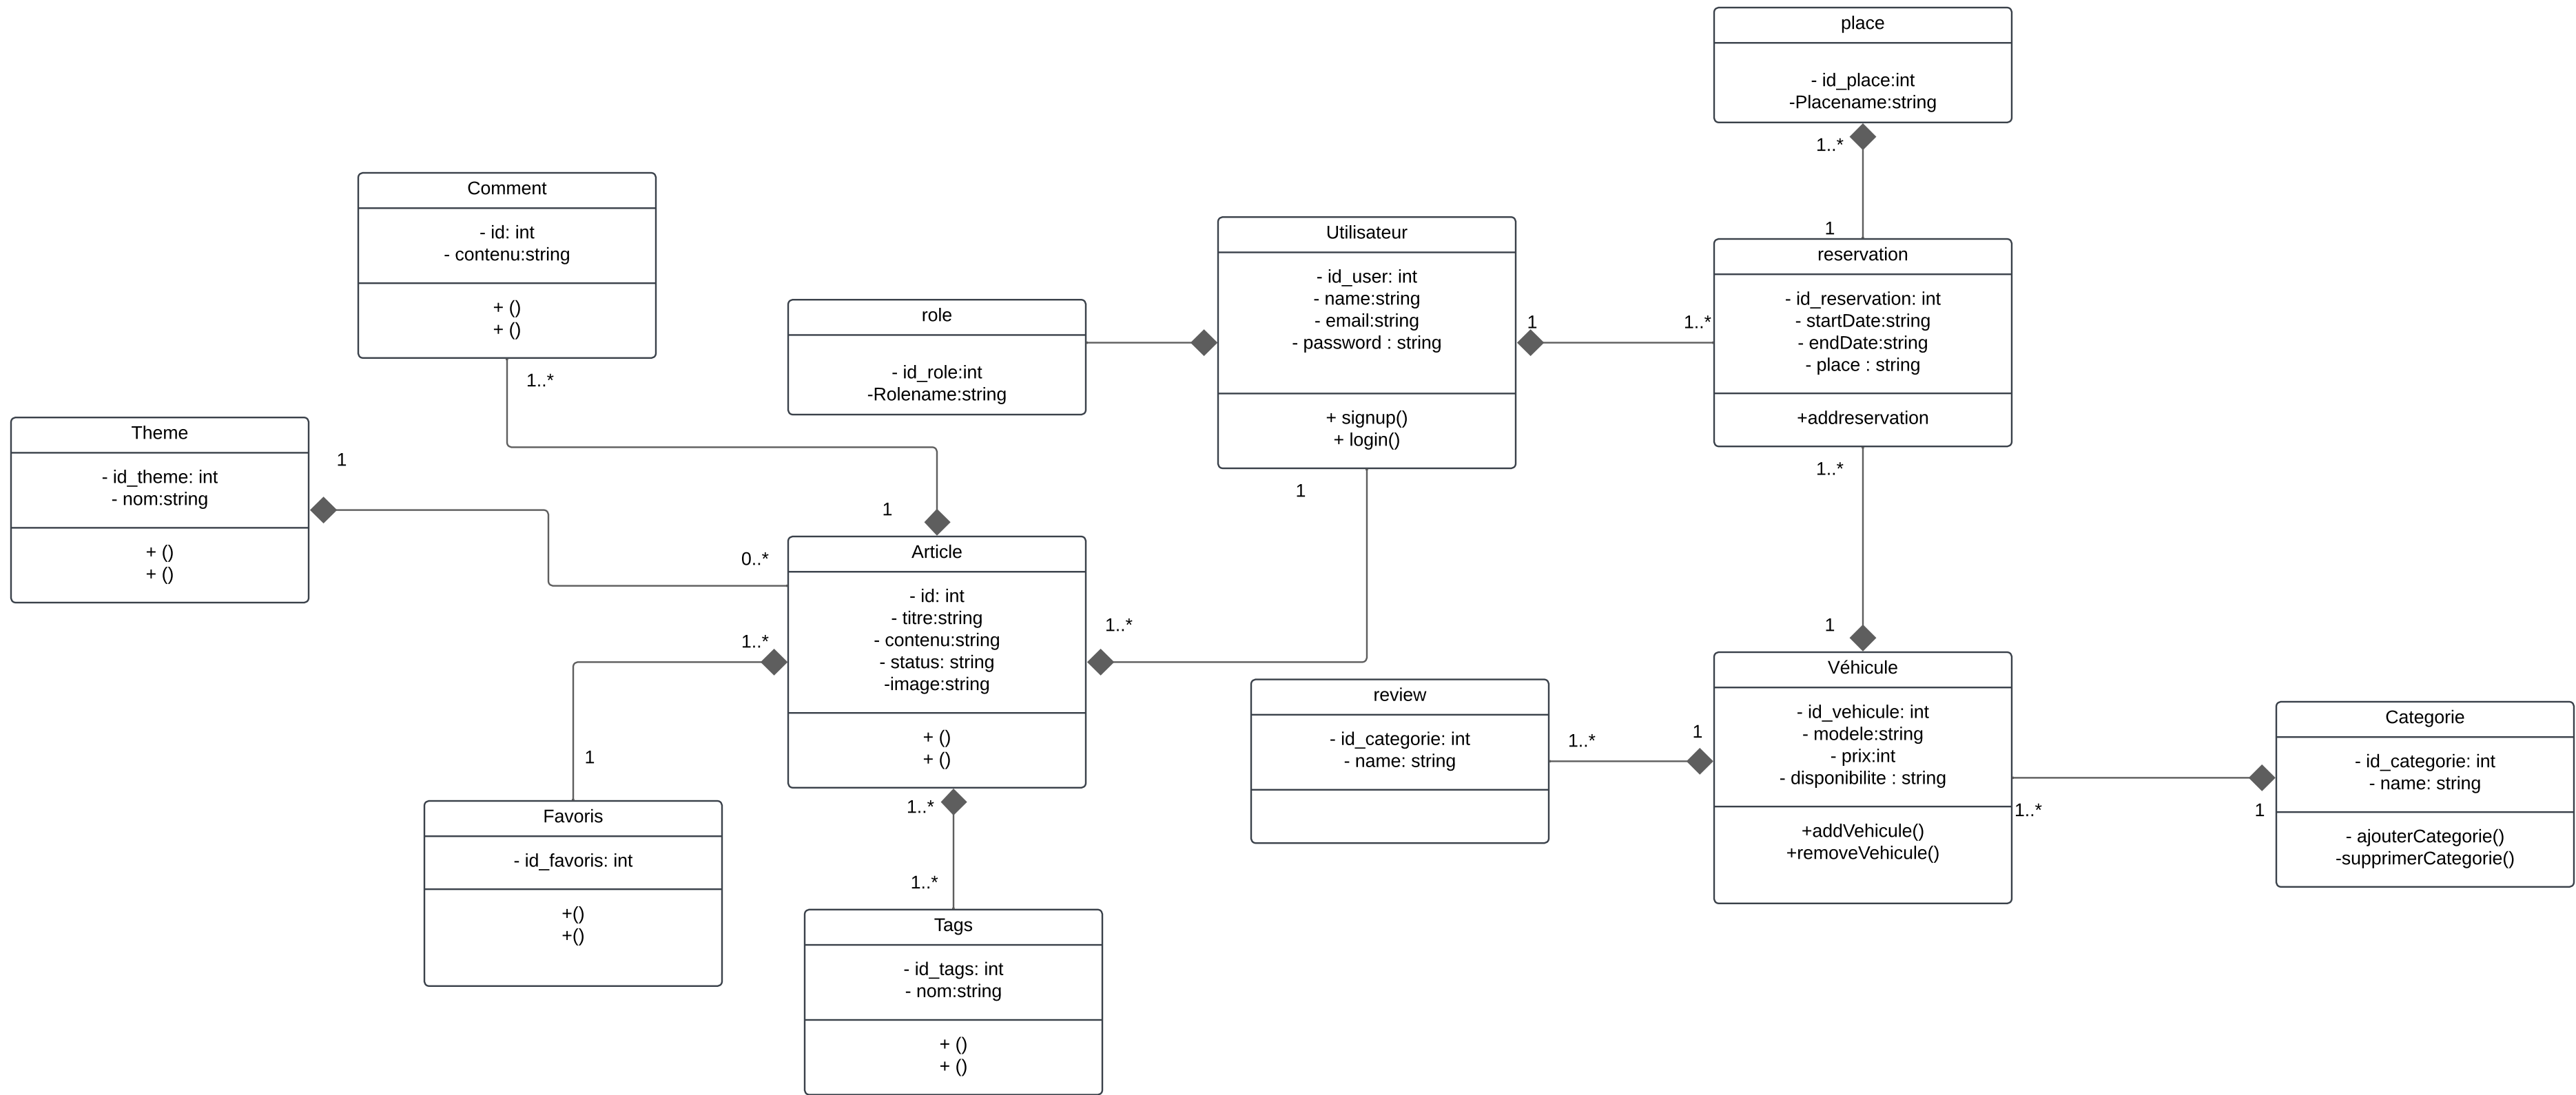 place
- id_place:int
-Placename:string
1..*
1
Comment
- id: int
- contenu:string
+ ()
+ ()
1..*
Utilisateur
- id_user: int
- name:string
- email:string
- password : string
+ signup()
+ login()
1
1..*
1
reservation
- id_reservation: int
- startDate:string
- endDate:string
- place : string
+addreservation
1..*
1
role
- id_role:int
-Rolename:string
Theme
- id_theme: int
- nom:string
+ ()
+ ()
1
0..*
1
Article
- id: int
- titre:string
- contenu:string
- status: string
-image:string
+ ()
+ ()
1..*
1..*
1..*
1
Favoris
- id_favoris: int
+()
+()
1..*
Tags
- id_tags: int
- nom:string
+ ()
+ ()
review
- id_categorie: int
- name: string
1..*
1
Véhicule
- id_vehicule: int
- modele:string
- prix:int
- disponibilite : string
+addVehicule()
+removeVehicule()
1..*
1
Categorie
- id_categorie: int
- name: string
- ajouterCategorie()
-supprimerCategorie()